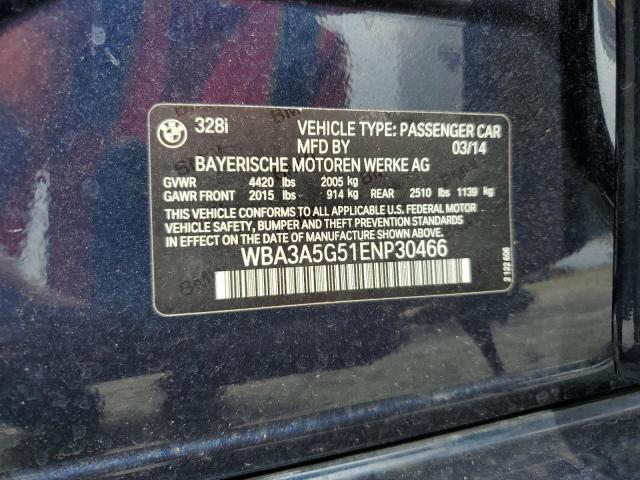 328i VEHICLE TYPE: PASSENGER CAR
MFD BY 03/14
BAYERISCHE MOTOREN WERKE AG
GVWR 4420 lbs 2005 kg
GAWR FRONT 2015 lbs 914 kg REAR 2510 lbs 1139 kg
THIS VEHICLE CONFORMS TO ALL APPLICABLE U.S. FEDERAL MOTOR
VEHICLE SAFETY, BUMPER AND THEFT PREVENTION STANDARDS
IN EFFECT ON THE DATE OF MANUFACTURE SHOWN ABOVE.
WBA3A5G51ENP30466